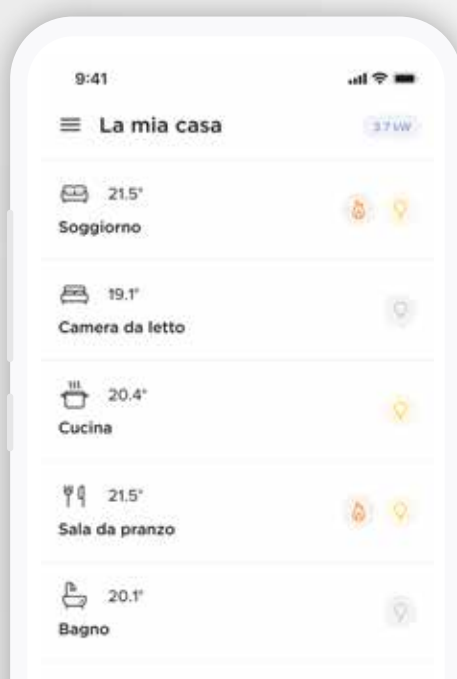 9:41
La mia casa
3.7 kW
21.5°
Soggiorno
19.1°
Camera da letto
20.4°
Cucina
21.5°
Sala da pranzo
20.1°
Bagno